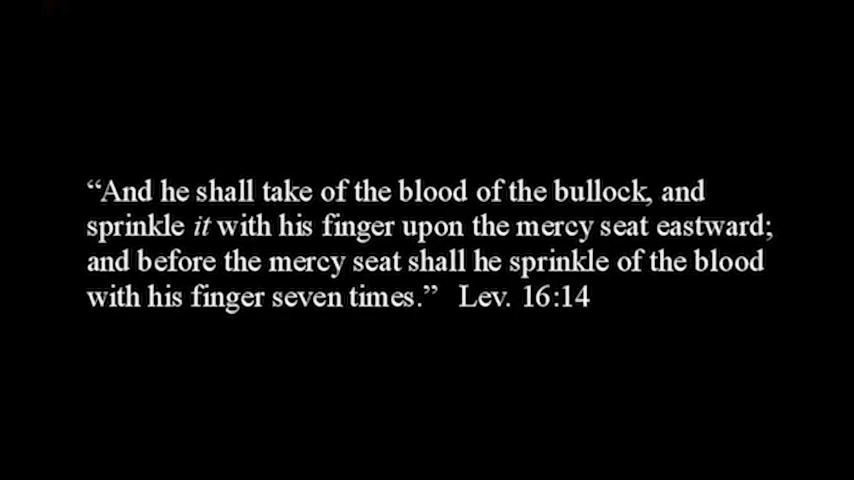 “And he shall take of the blood of the bullock, and
sprinkle it with his finger upon the mercy seat eastward;
and before the mercy seat shall he sprinkle of the blood
with his finger seven times.” Lev. 16:14